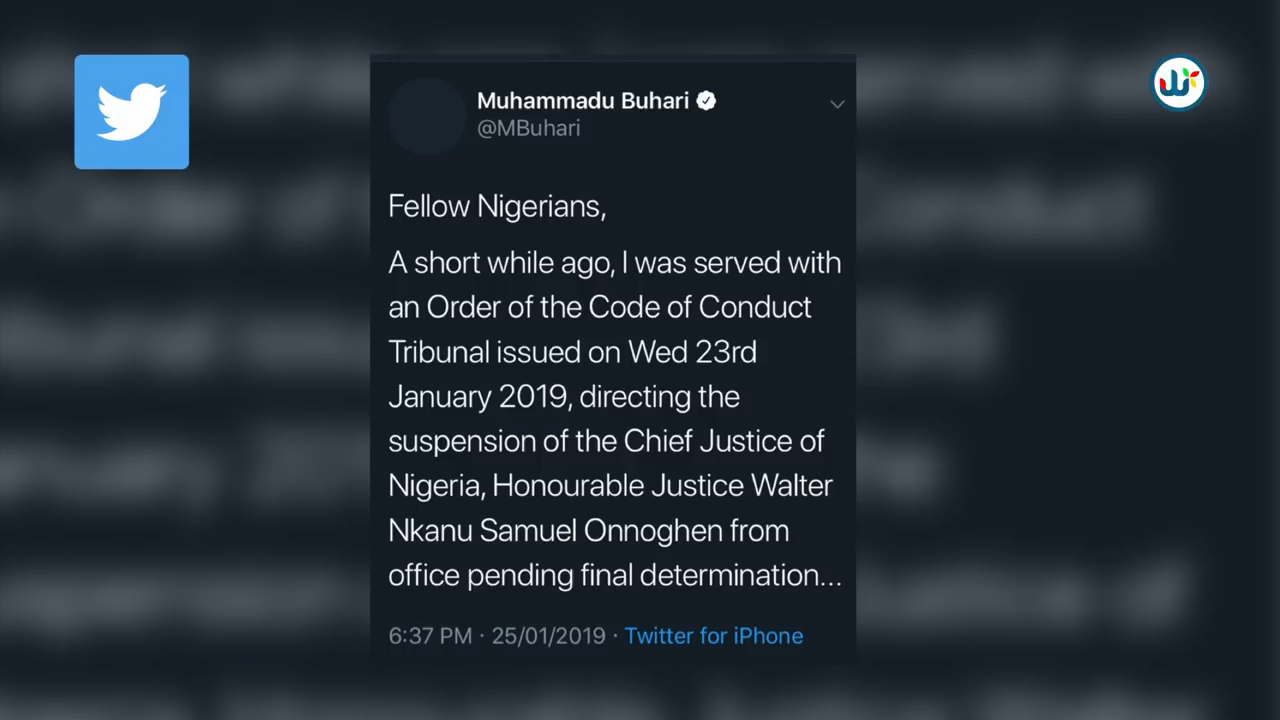 Muhammadu Buhari
@MBuhari
Fellow Nigerians,
A short while ago, I was served with
an Order of the Code of Conduct
Tribunal issued on Wed 23rd
January 2019, directing the
suspension of the Chief Justice of
Nigeria, Honourable Justice Walter
Nkanu Samuel Onnoghen from
office pending final determination...
6:37 PM · 25/01/2019 · Twitter for iPhone